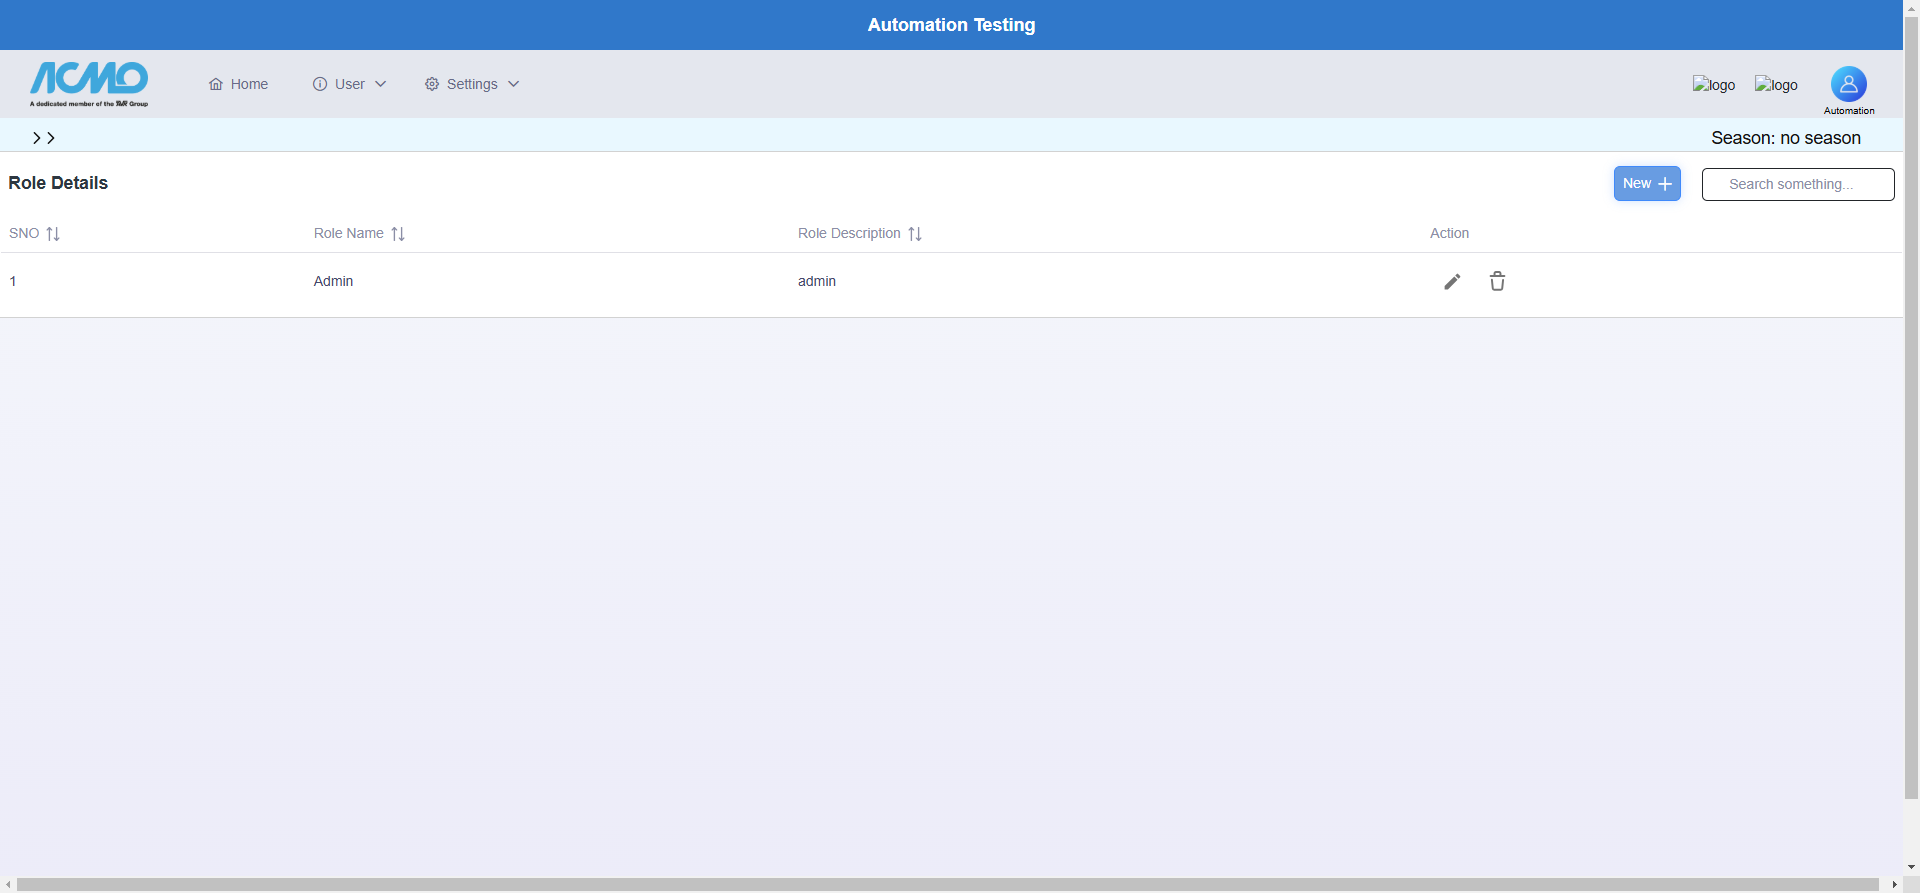 Automation Testing
ACMO
A dedicated member of the Group
Home
User
Settings
logo
logo
Automation
Season: no season
Role Details
New
Search something...
SNO
Role Name
Role Description
Action
1
Admin
admin